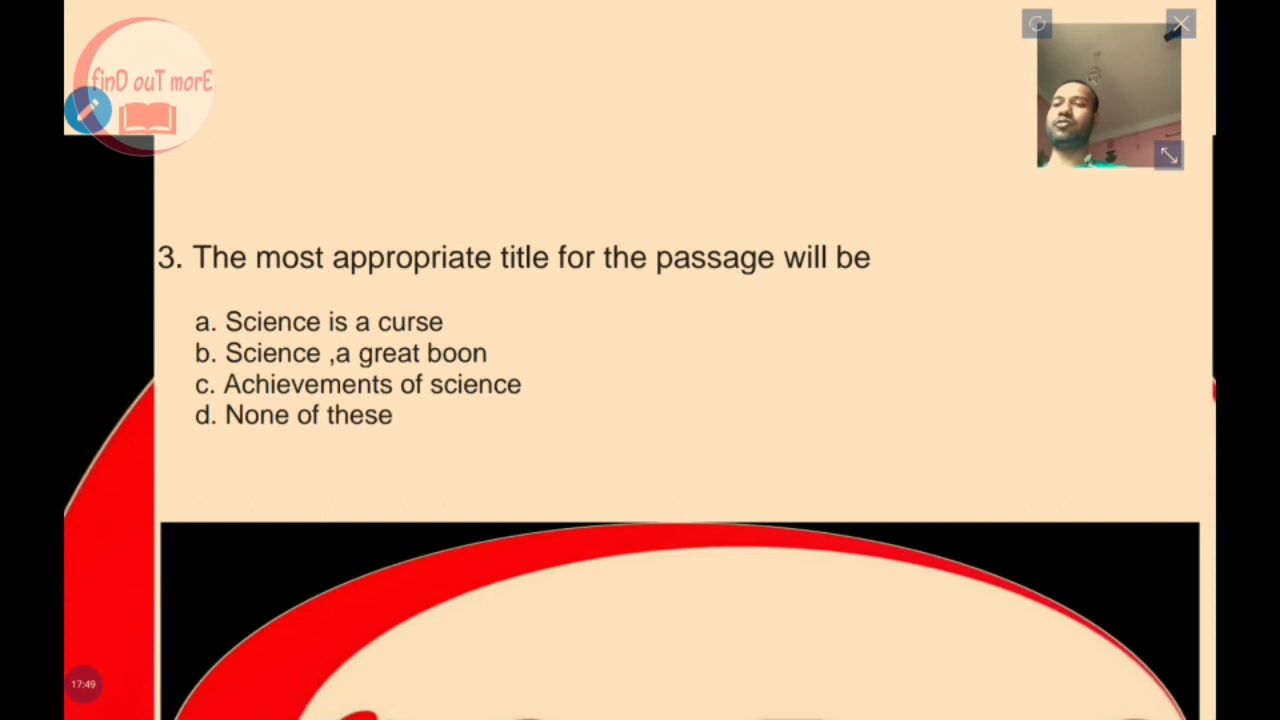 finD ouT morE
3. The most appropriate title for the passage will be
a. Science is a curse
b. Science ,a great boon
c. Achievements of science
d. None of these
17:49